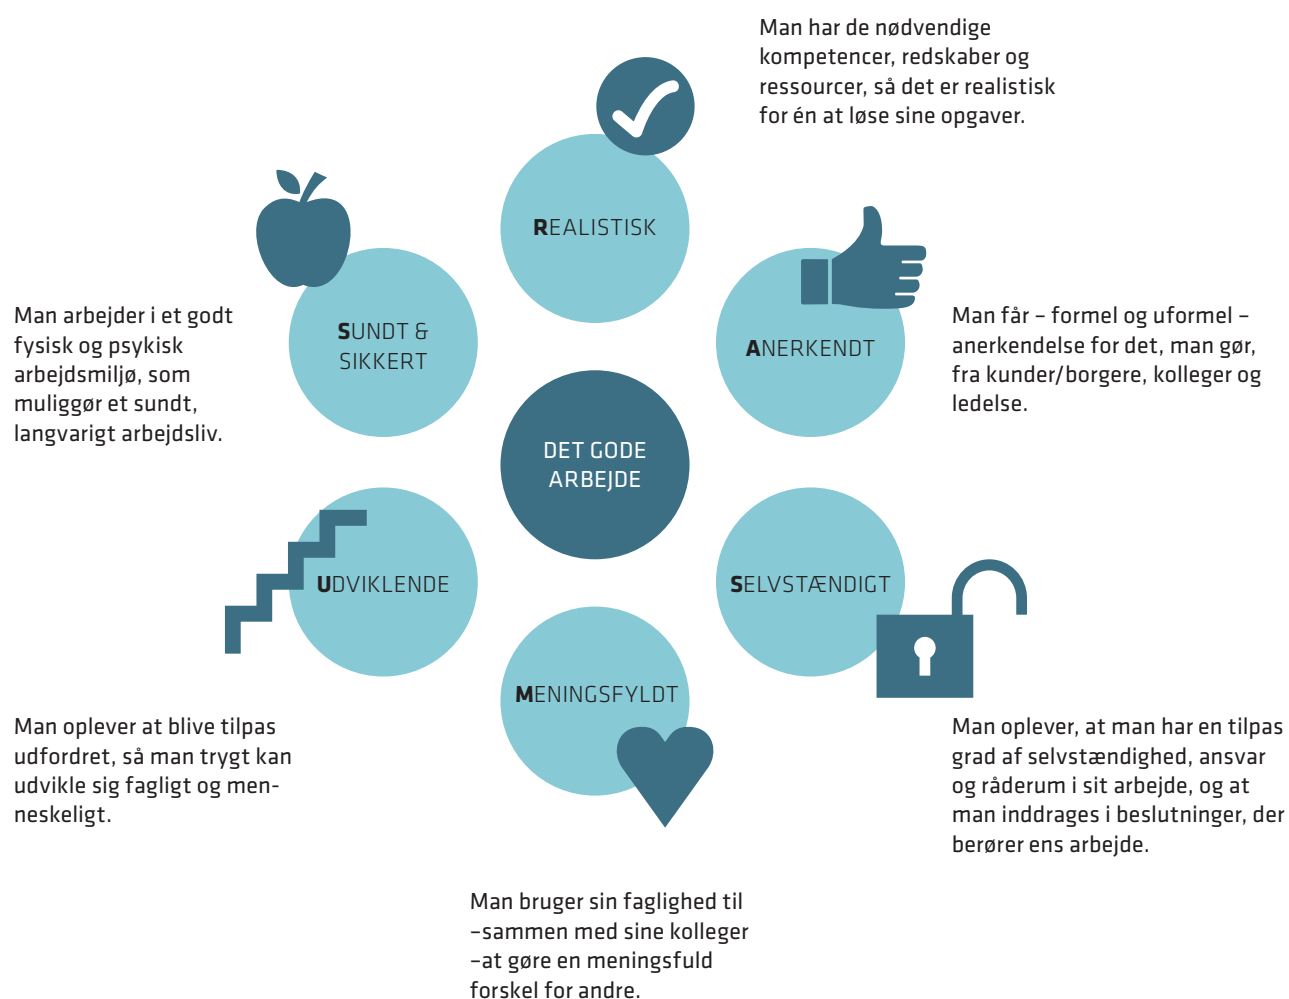 Man har de nødvendige
kompetencer, redskaber og
ressourcer, så det er realistisk
for én at løse sine opgaver.
REALISTISK
SUNDT &
SIKKERT
ANERKENDT
Man arbejder i et godt
fysisk og psykisk
arbejdsmiljø, som
muliggør et sundt,
langvarigt arbejdsliv.
Man får – formel og uformel –
anerkendelse for det, man gør,
fra kunder/borgere, kolleger og
ledelse.
DET GODE
ARBEJDE
UDVIKLENDE
SELVSTÆNDIGT
MENINGSFYLDT
Man oplever at blive tilpas
udfordret, så man trygt kan
udvikle sig fagligt og men-
neskeligt.
Man oplever, at man har en tilpas
grad af selvstændighed, ansvar
og råderum i sit arbejde, og at
man inddrages i beslutninger, der
berører ens arbejde.
Man bruger sin faglighed til
–sammen med sine kolleger
–at gøre en meningsfuld
forskel for andre.